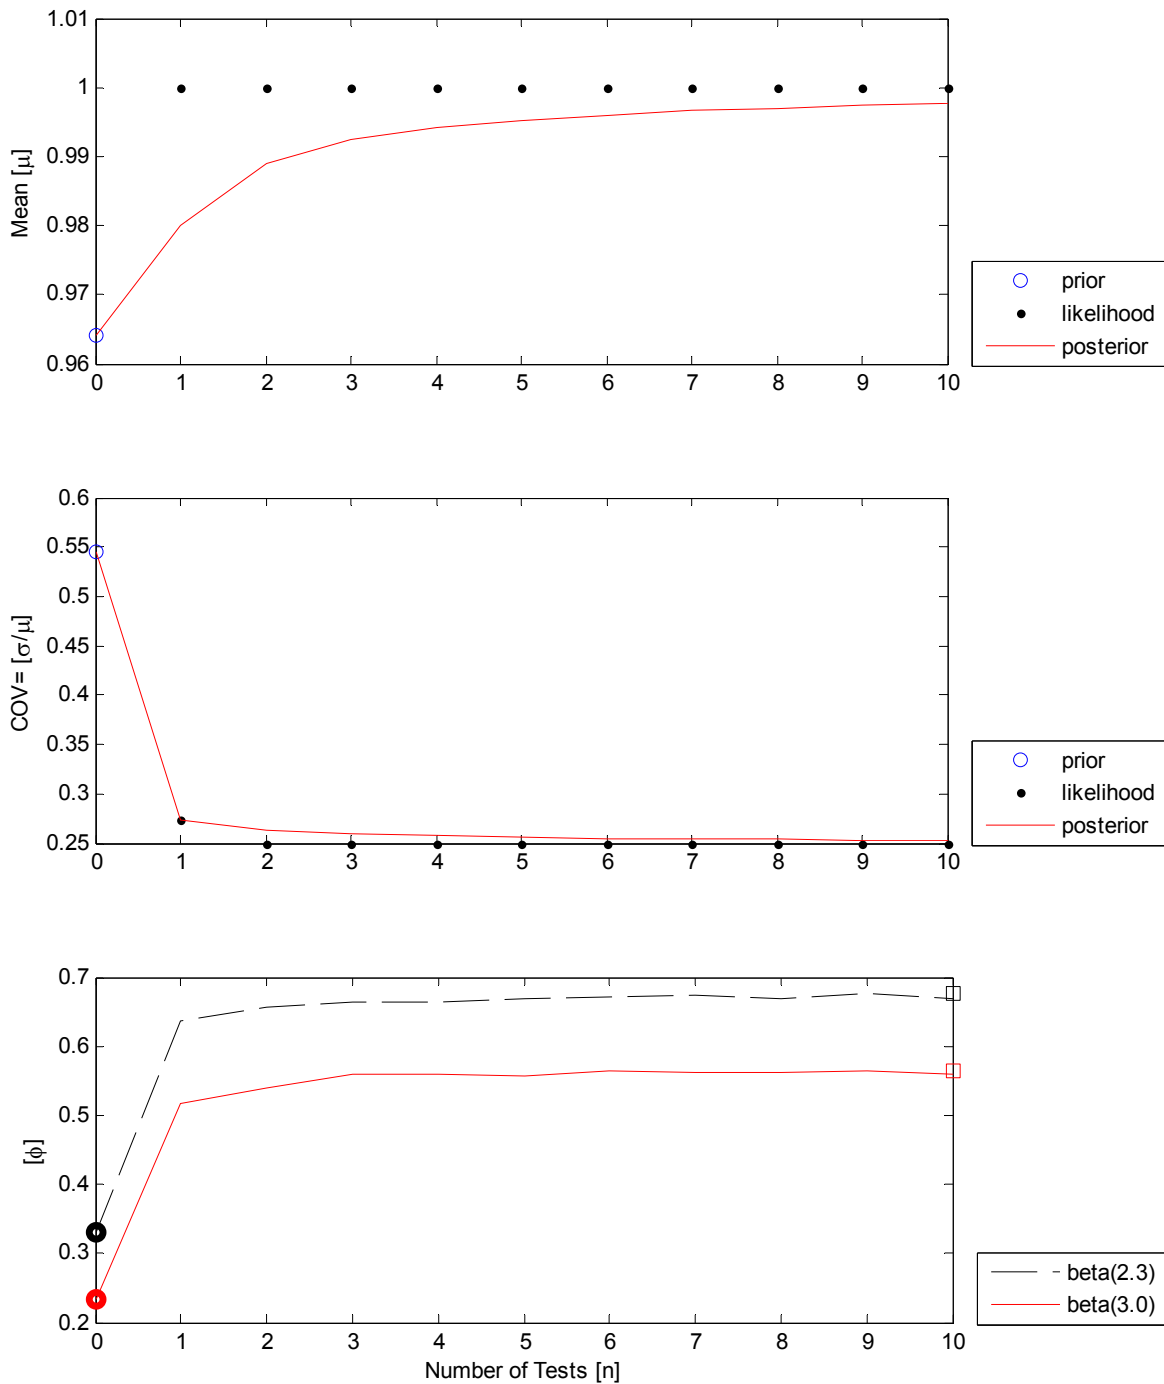 1.01
1
0.99
0.98
0.97
0.96
Mean [μ]
0 1 2 3 4 5 6 7 8 9 10
prior
likelihood
posterior
0.6
0.55
0.5
0.45
0.4
0.35
0.3
0.25
COV= [σ/μ]
0 1 2 3 4 5 6 7 8 9 10
prior
likelihood
posterior
0.7
0.6
0.5
0.4
0.3
0.2
[ϕ]
0 1 2 3 4 5 6 7 8 9 10
Number of Tests [n]
beta(2.3)
beta(3.0)